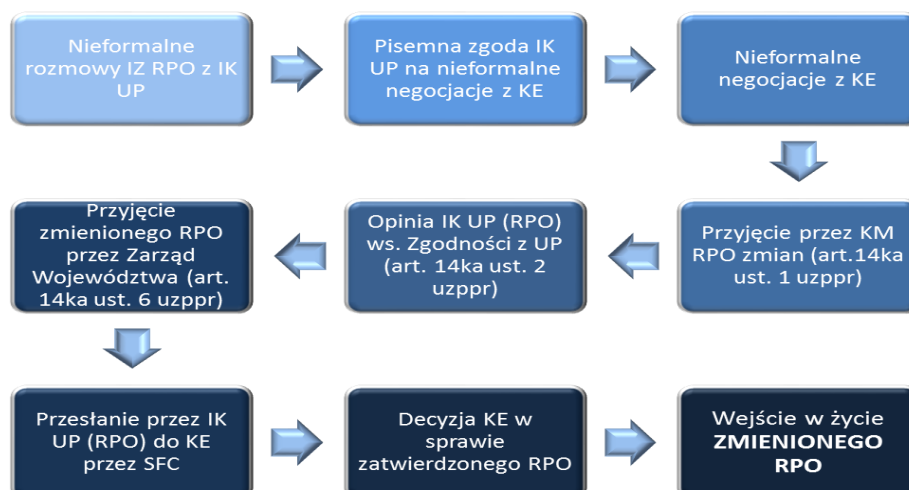 Nieformalne
rozmowy IZ RPO z IK
UP
Pisemna zgoda IK
UP na nieformalne
negocjacje z KE
Nieformalne
negocjacje z KE
Przyjęcie przez KM
RPO zmian (art.14ka
ust. 1 uzppr)
Opinia IK UP (RPO)
ws. Zgodności z UP
(art. 14ka ust. 2
uzppr)
Przyjęcie
zmienionego RPO
przez Zarząd
Województwa (art.
14ka ust. 6 uzppr)
Przesłanie przez IK
UP (RPO) do KE
przez SFC
Decyzja KE w
sprawie
zatwierdzonego RPO
Wejście w życie
ZMIENIONEGO
RPO